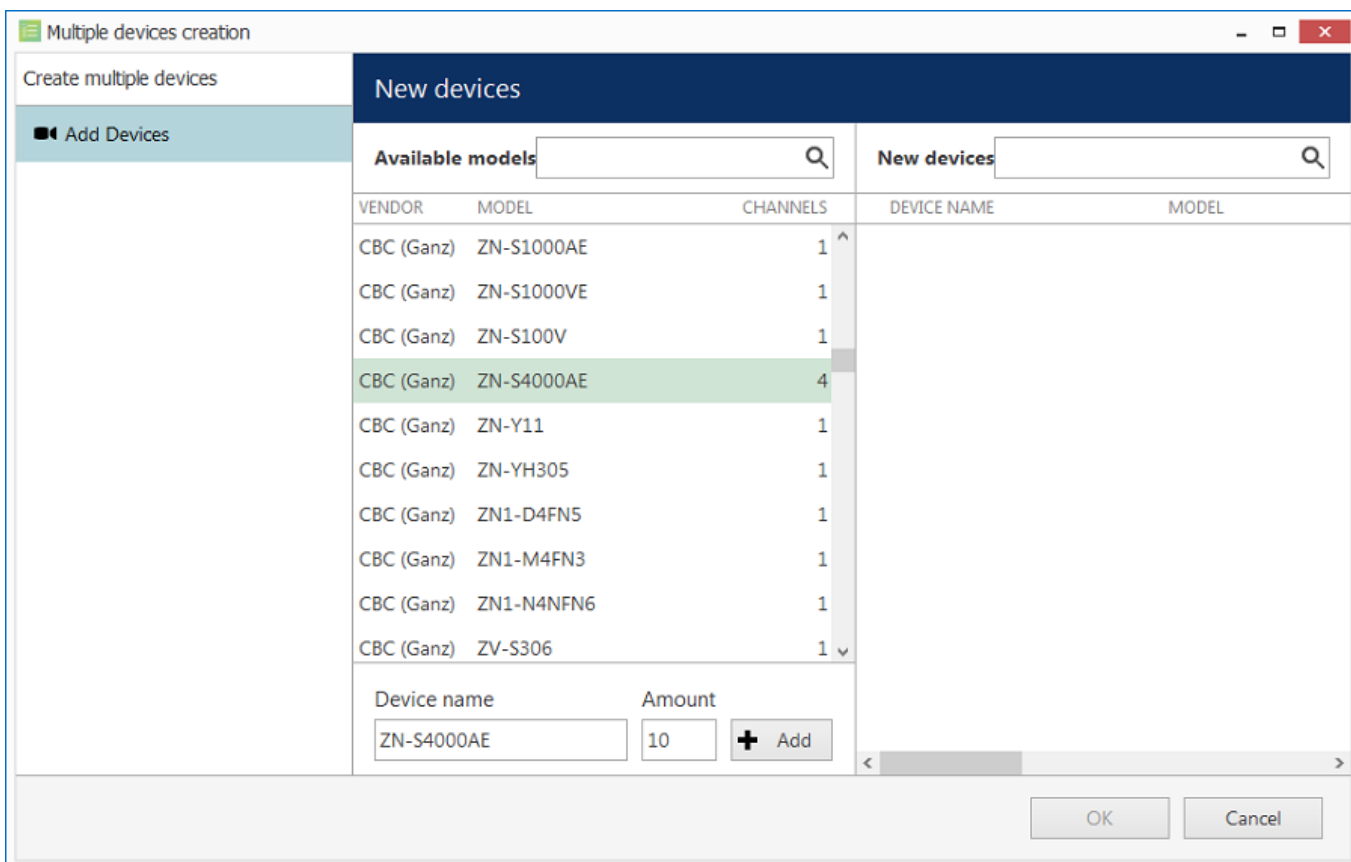 Multiple devices creation
Create multiple devices
New devices
Add Devices
Available models
New devices
VENDOR MODEL CHANNELS
DEVICE NAME MODEL
CBC (Ganz) ZN-S1000AE 1
CBC (Ganz) ZN-S1000VE 1
CBC (Ganz) ZN-S100V 1
CBC (Ganz) ZN-S4000AE 4
CBC (Ganz) ZN-Y11 1
CBC (Ganz) ZN-YH305 1
CBC (Ganz) ZN1-D4FN5 1
CBC (Ganz) ZN1-M4FN3 1
CBC (Ganz) ZN1-N4NFN6 1
CBC (Ganz) ZV-S306 1
Device name Amount
ZN-S4000AE 10 Add
OK Cancel